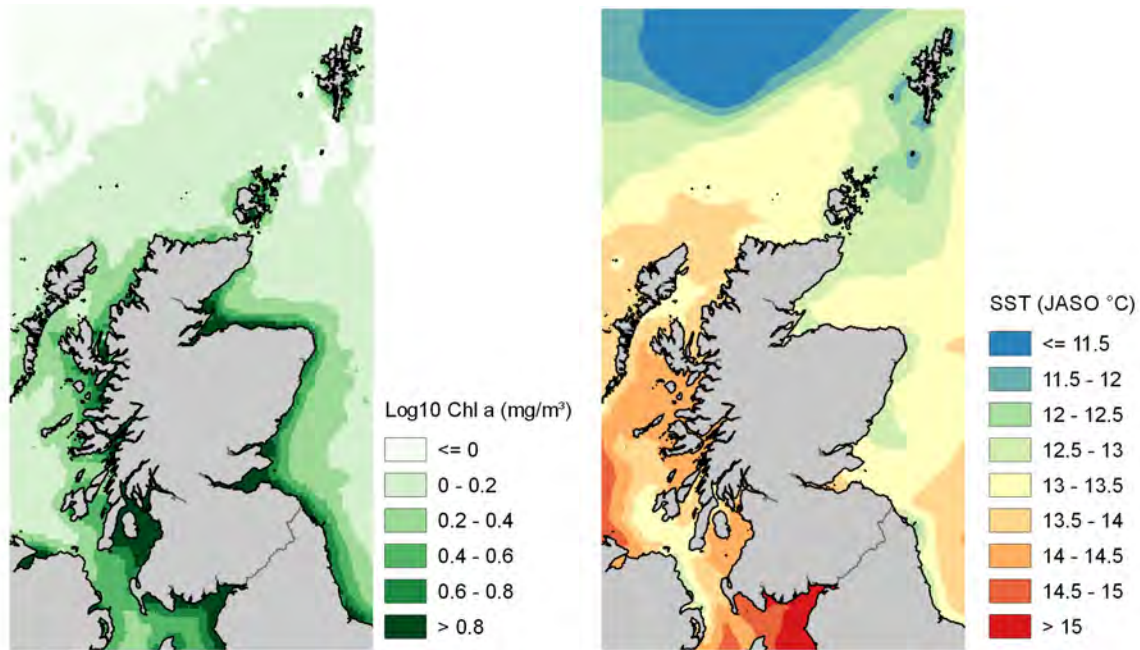 Log10 Chl a (mg/m³)
<= 0
0 - 0.2
0.2 - 0.4
0.4 - 0.6
0.6 - 0.8
> 0.8
SST (JASO °C)
<= 11.5
11.5 - 12
12 - 12.5
12.5 - 13
13 - 13.5
13.5 - 14
14 - 14.5
14.5 - 15
> 15